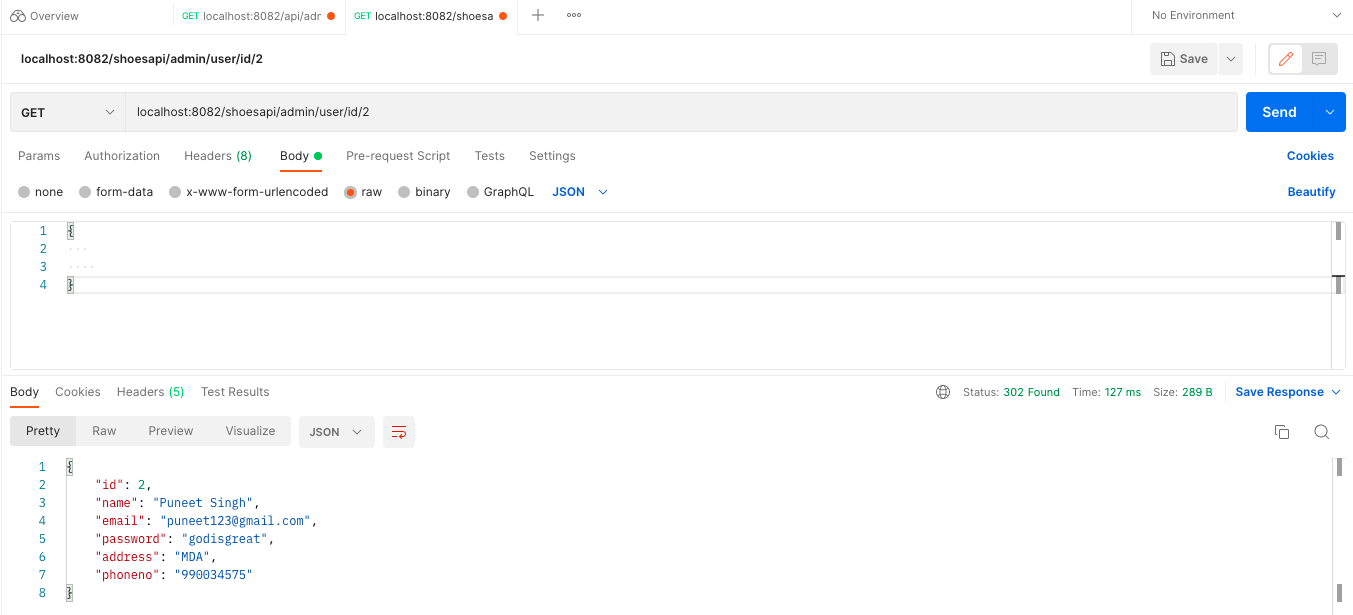 Overview GET localhost:8082/api/adr GET localhost:8082/shoesa No Environment
localhost:8082/shoesapi/admin/user/id/2 Save
GET localhost:8082/shoesapi/admin/user/id/2 Send
Params Authorization Headers (8) Body Pre-request Script Tests Settings Cookies
none form-data x-www-form-urlencoded raw binary GraphQL JSON Beautify
1 {
2
3
4 }
Body Cookies Headers (5) Test Results Status: 302 Found Time: 127 ms Size: 289 B Save Response
Pretty Raw Preview Visualize JSON
1 {
2 "id": 2,
3 "name": "Puneet Singh",
4 "email": "puneet123@gmail.com",
5 "password": "godisgreat",
6 "address": "MDA",
7 "phoneno": "990034575"
8 }